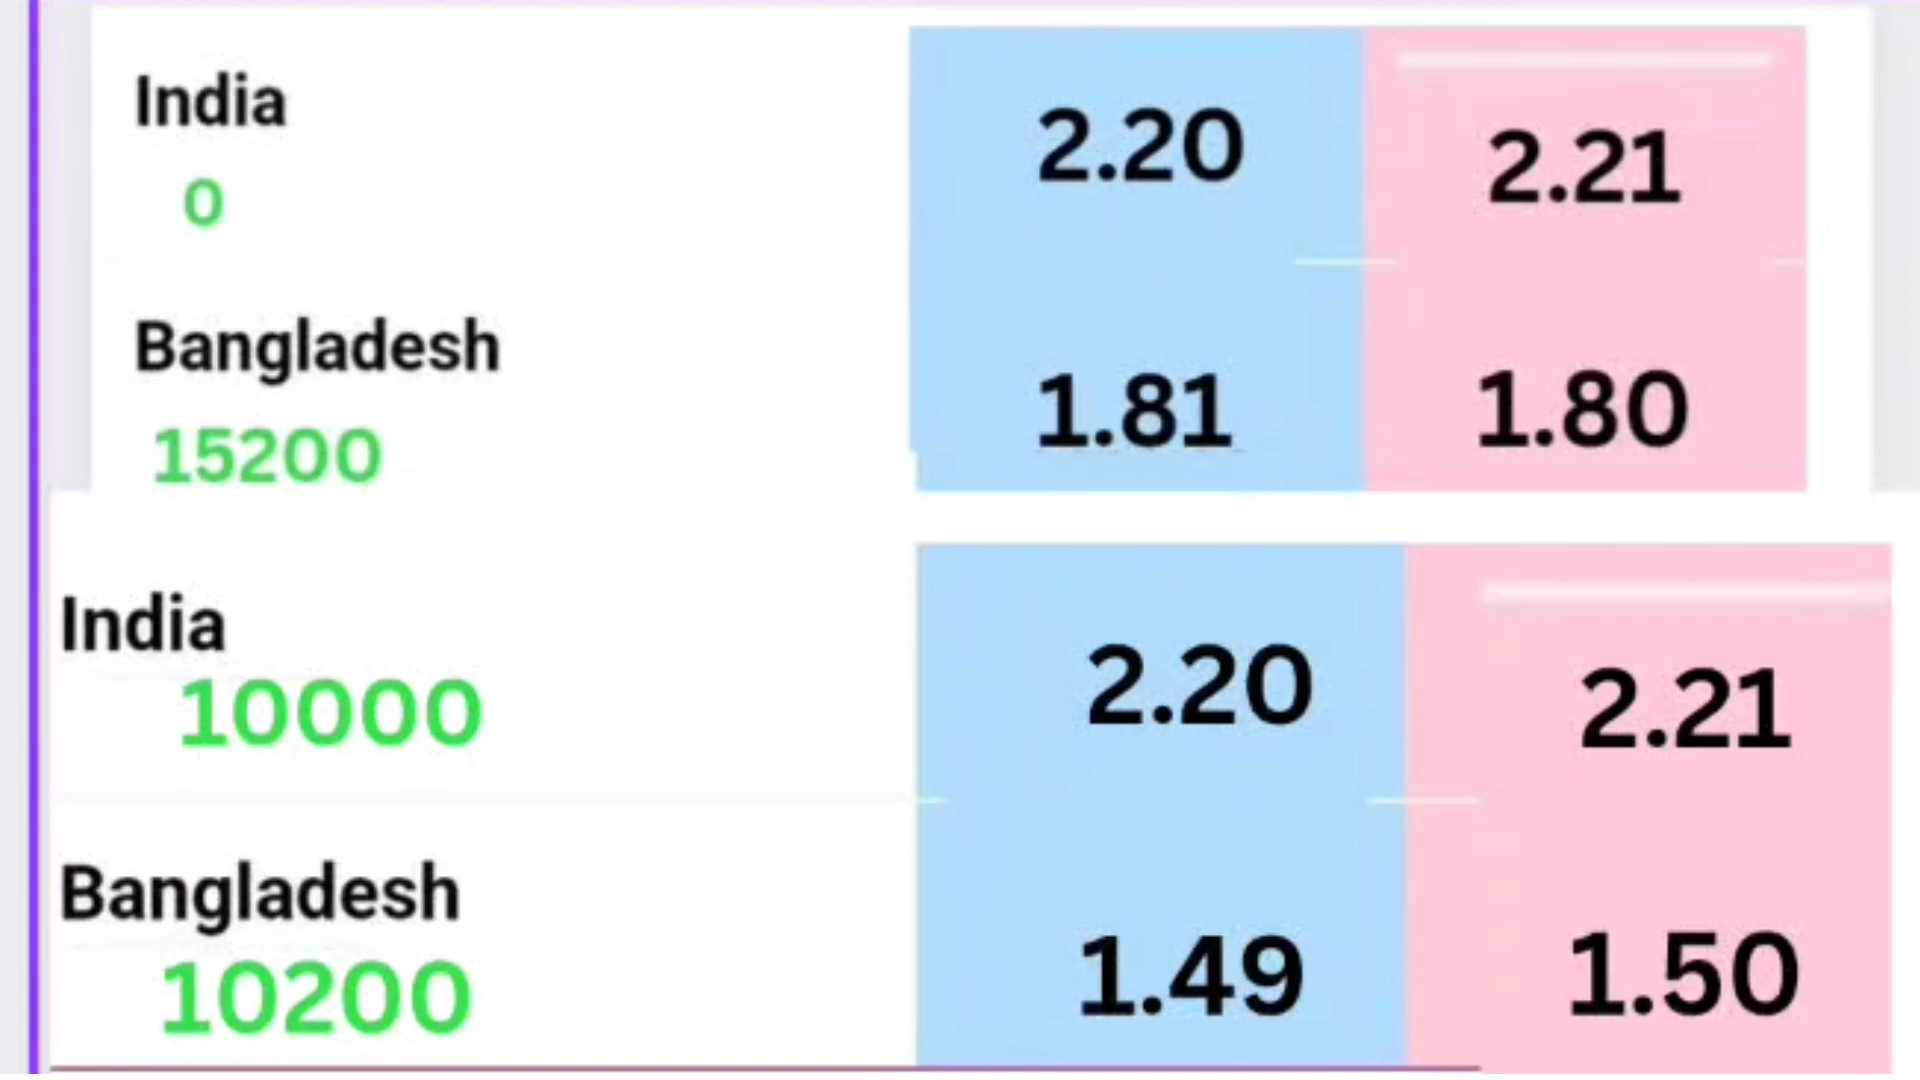 India 2.20 2.21
0
Bangladesh 1.81 1.80
15200
India 2.20 2.21
10000
Bangladesh 1.49 1.50
10200